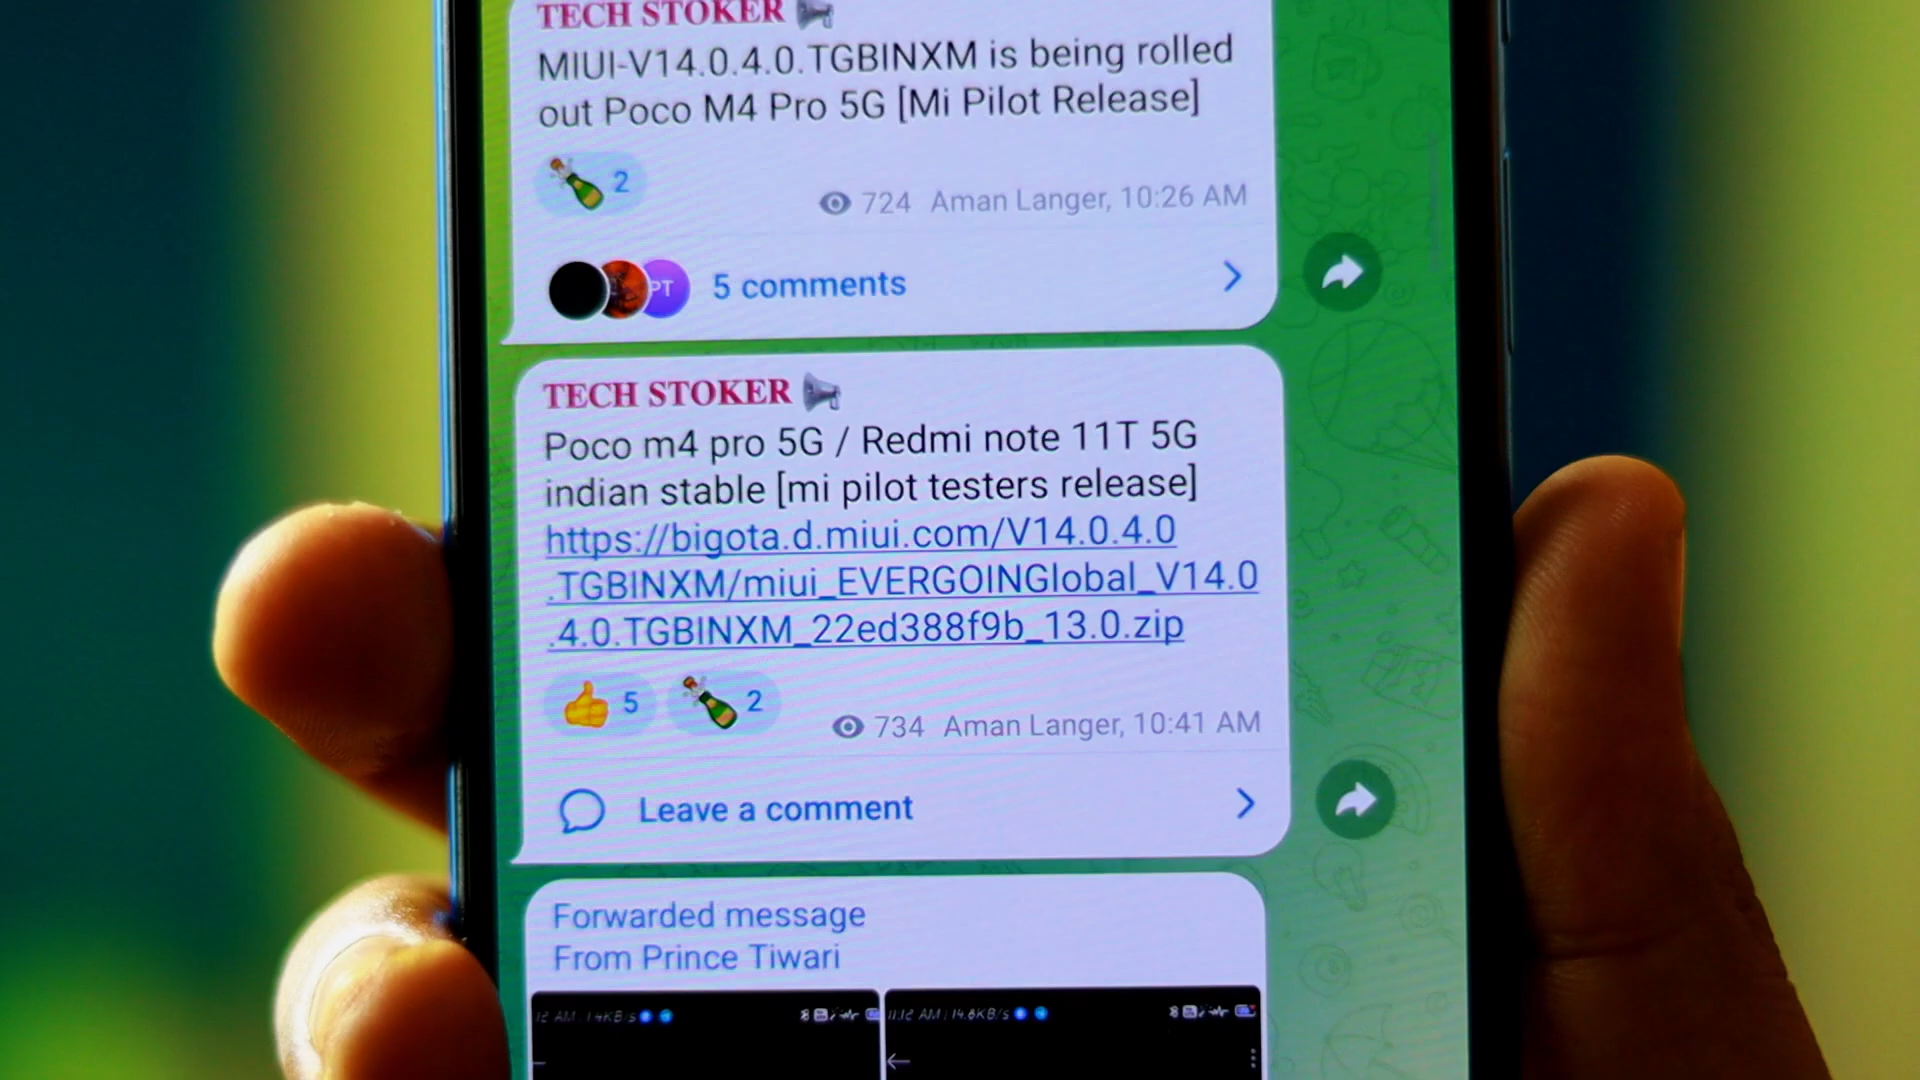 TECH STOKER
MIUI-V14.0.4.0.TGBINXM is being rolled
out Poco M4 Pro 5G [Mi Pilot Release]
2
724 Aman Langer, 10:26 AM
PT 5 comments
TECH STOKER
Poco m4 pro 5G / Redmi note 11T 5G
indian stable [mi pilot testers release]
https://bigota.d.miui.com/V14.0.4.0
.TGBINXM/miui_EVERGOINGlobal_V14.0
.4.0.TGBINXM_22ed388f9b_13.0.zip
5 2
734 Aman Langer, 10:41 AM
Leave a comment
Forwarded message
From Prince Tiwari
12 AM 11:12 AM | 14.6KB/s